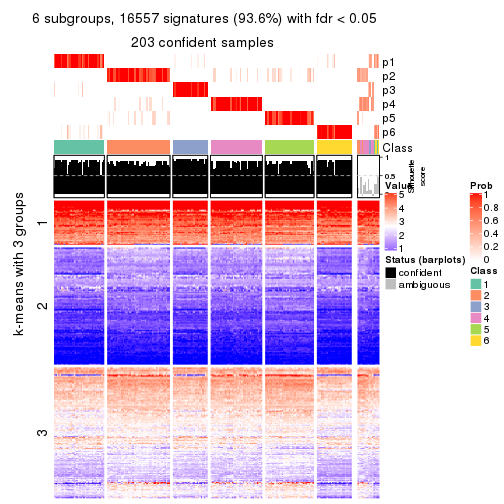 6 subgroups, 16557 signatures (93.6%) with fdr < 0.05
203 confident samples
p1
p2
p3
p4
p5
p6
Class
1
0.5
0
Silhouette
score
k-means with 3 groups
1
2
3
Value
5
4
3
2
1
Status (barplots)
confident
ambiguous
Prob
1
0.8
0.6
0.4
0.2
0
Class
1
2
3
4
5
6